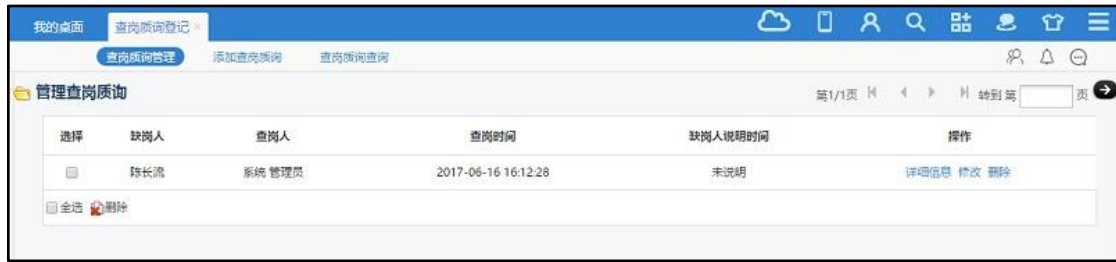 我的桌面 查岗质询登记 ×
查岗质询管理 添加查岗质询 查岗质询查询
管理查岗质询 第1/1页 转到 第 页
选择 缺岗人 查岗人 查岗时间 缺岗人说明时间 操作
陈长流 系统 管理员 2017-06-16 16:12:28 未说明 详细信息 修改 删除
全选 删除